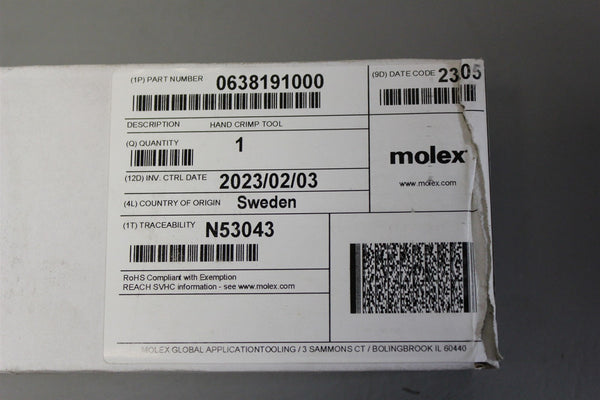 (1P) PART NUMBER 0638191000
(9D) DATE CODE 2305
DESCRIPTION HAND CRIMP TOOL
(Q) QUANTITY 1
molex
www.molex.com
(12D) INV. CTRL DATE 2023/02/03
(4L) COUNTRY OF ORIGIN Sweden
(1T) TRACEABILITY N53043
RoHS Compliant with Exemption
REACH SVHC information - see www.molex.com
MOLEX GLOBAL APPLICATIONTOOLING / 3 SAMMONS CT / BOLINGBROOK IL 60440